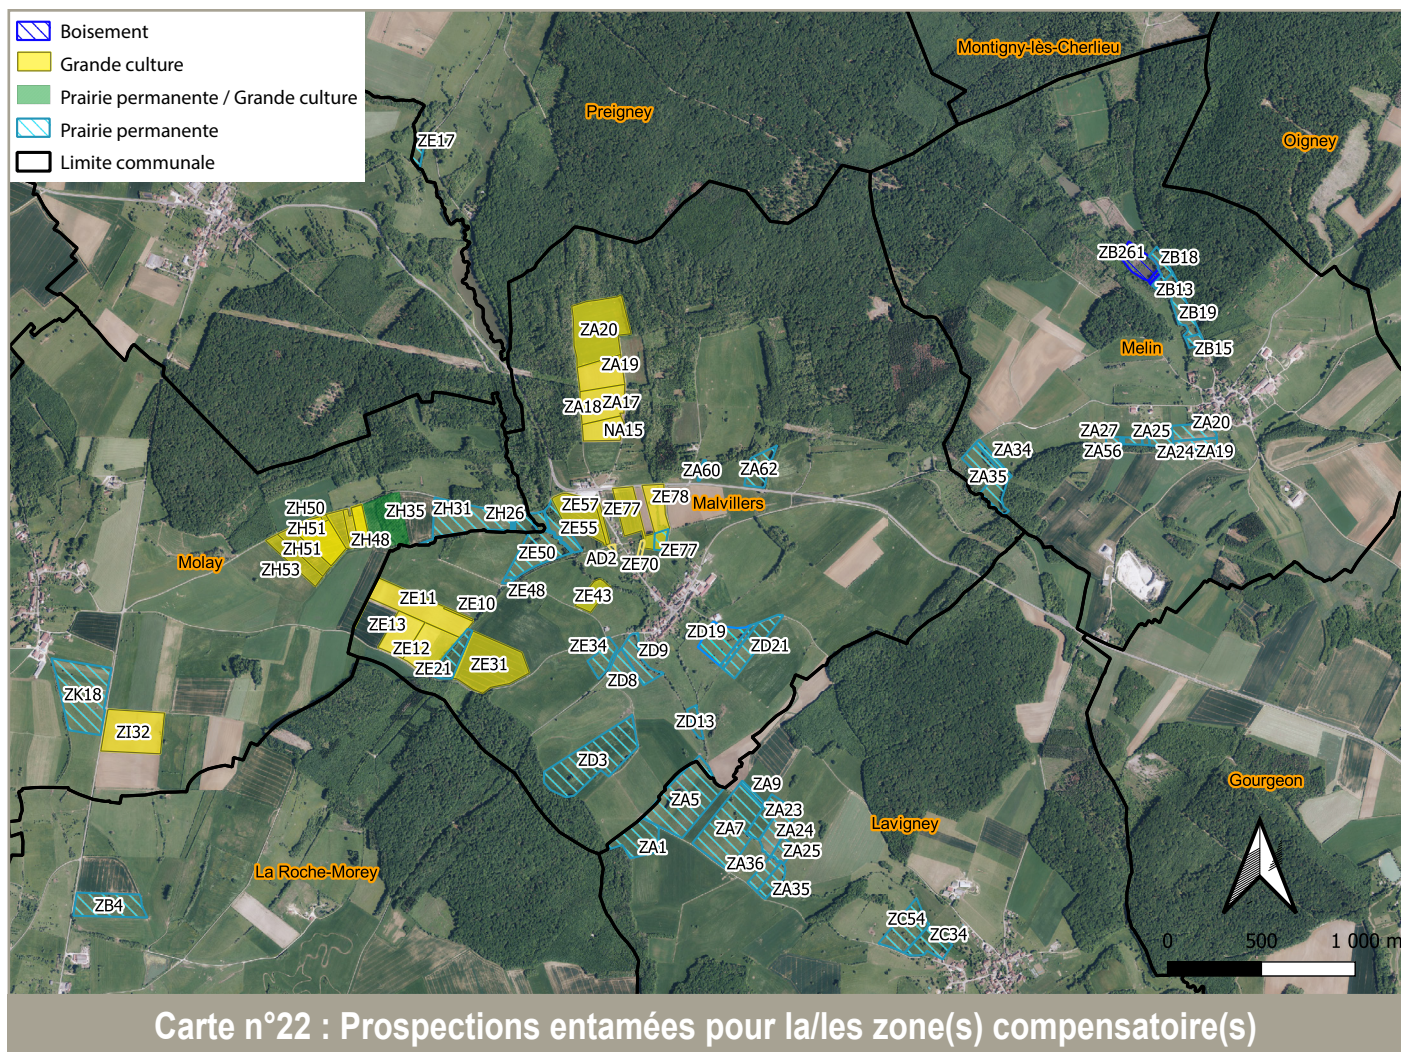 Boisement
Grande culture
Prairie permanente / Grande culture
Prairie permanente
Limite communale
Montigny-lès-Cherlieu
Preigney
Oigney
ZE17
ZB261
ZB18
ZB13
ZB19
ZB15
Melin
ZA20
ZA19
ZA18
ZA17
NA15
ZA27
ZA25
ZA20
ZA56
ZA24
ZA19
ZA34
ZA35
ZA60
ZA62
ZH50
ZH35
ZH31
ZH26
ZE57
ZE77
ZE78
Malvillers
ZH51
ZH48
ZE55
ZH51
ZE50
ZE77
Molay
ZH53
AD2
ZE70
ZE48
ZE43
ZE11
ZE10
ZE13
ZE12
ZE21
ZE31
ZE34
ZD9
ZD8
ZD19
ZD21
ZK18
ZI32
ZD13
ZD3
ZA5
ZA9
ZA23
ZA7
ZA24
ZA1
ZA25
ZA36
ZA35
Lavigney
Gourgeon
La Roche-Morey
ZB4
ZC54
ZC34
0 500 1 000 m
Carte n°22 : Prospections entamées pour la/les zone(s) compensatoire(s)